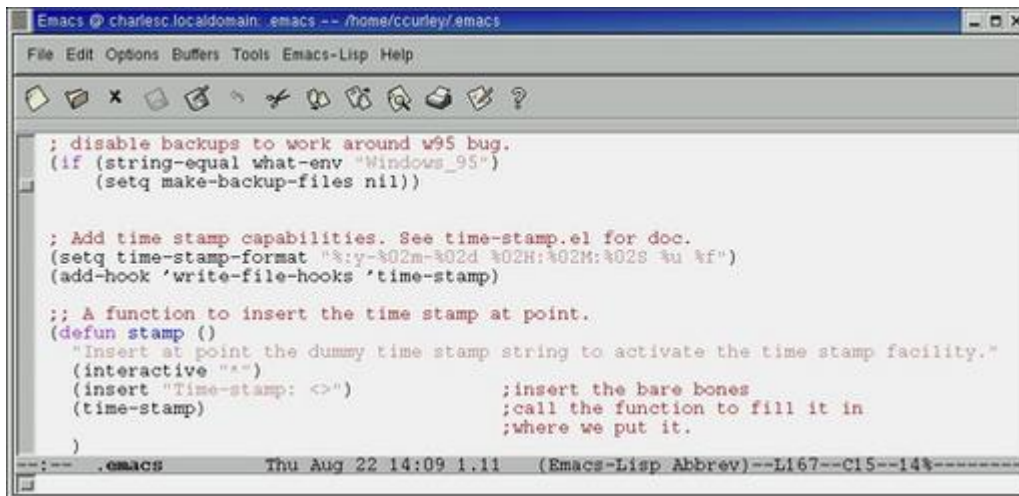 Emacs @ charlesc.localdomain: .emacs -- /home/ccurley/.emacs
File Edit Options Buffers Tools Emacs-Lisp Help
; disable backups to work around w95 bug.
(if (string-equal what-env "Windows_95")
    (setq make-backup-files nil))
; Add time stamp capabilities. See time-stamp.el for doc.
(setq time-stamp-format "%:y-%02m-%02d %02H:%02M:%02S %u %f")
(add-hook 'write-file-hooks 'time-stamp)
;; A function to insert the time stamp at point.
(defun stamp ()
  "Insert at point the dummy time stamp string to activate the time stamp facility."
  (interactive "*")
  (insert "Time-stamp: <>")               ;insert the bare bones
  (time-stamp)                            ;call the function to fill it in
                                          ;where we put it.
  )
--:--  .emacs          Thu Aug 22 14:09 1.11   (Emacs-Lisp Abbrev)--L167--C15--14%--------